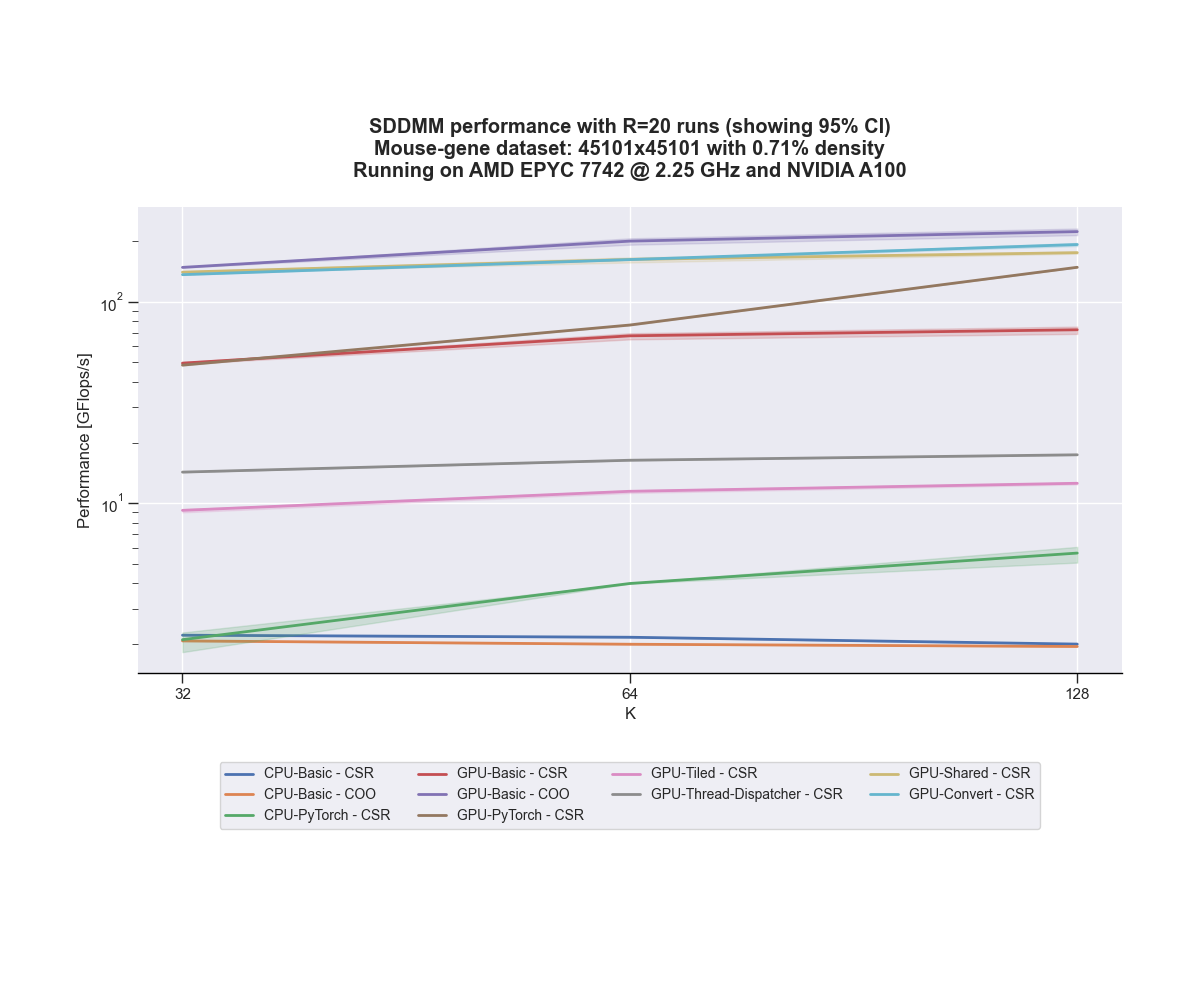 SDDMM performance with R=20 runs (showing 95% CI)
Mouse-gene dataset: 45101x45101 with 0.71% density
Running on AMD EPYC 7742 @ 2.25 GHz and NVIDIA A100
Performance [GFlops/s]
10^2
10^1
32 64 128
K
CPU-Basic - CSR GPU-Basic - CSR GPU-Tiled - CSR GPU-Shared - CSR
CPU-Basic - COO GPU-Basic - COO GPU-Thread-Dispatcher - CSR GPU-Convert - CSR
CPU-PyTorch - CSR GPU-PyTorch - CSR